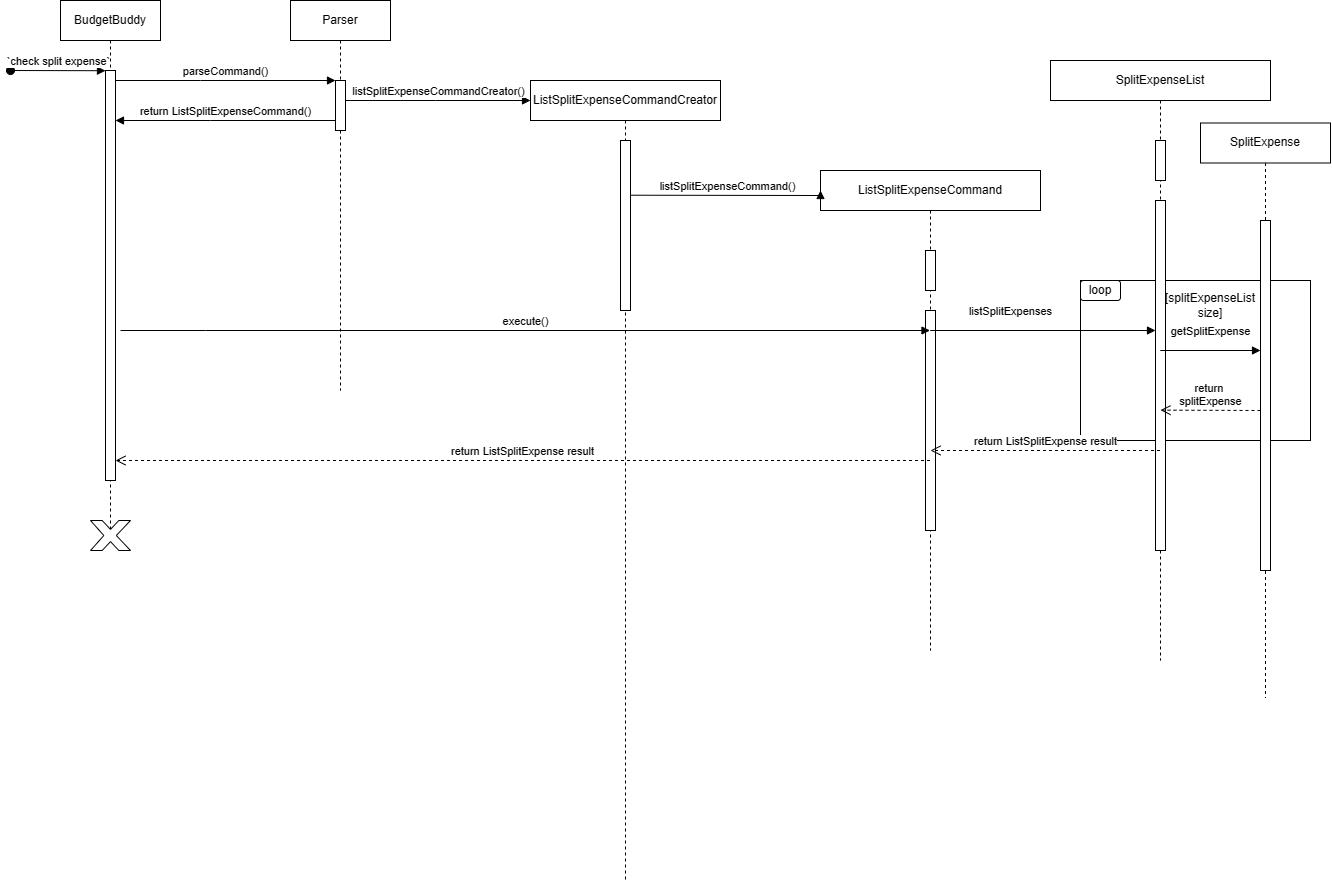 BudgetBuddy
Parser
`check split expense`
parseCommand()
SplitExpenseList
listSplitExpenseCommandCreator()
ListSplitExpenseCommandCreator
return ListSplitExpenseCommand()
SplitExpense
listSplitExpenseCommand()
ListSplitExpenseCommand
loop
[splitExpenseList
size]
listSplitExpenses
execute()
getSplitExpense
return
splitExpense
return ListSplitExpense result
return ListSplitExpense result